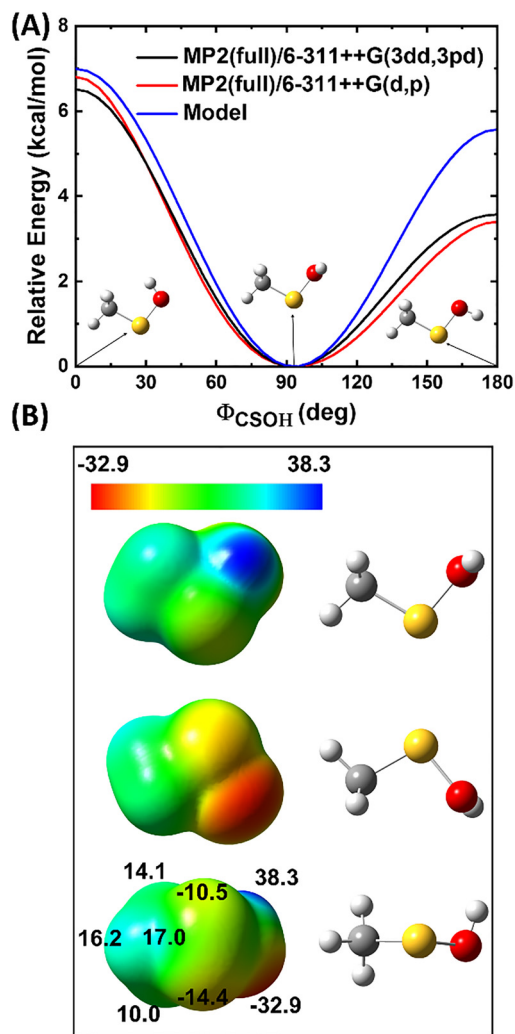 (A)
8
6
4
2
0
Relative Energy (kcal/mol)
MP2(full)/6-311++G(3dd,3pd)
MP2(full)/6-311++G(d,p)
Model
0 30 60 90 120 150 180
ΦCSOH (deg)
(B)
-32.9 38.3
14.1 -10.5 38.3
16.2 17.0
10.0 -14.4 -32.9